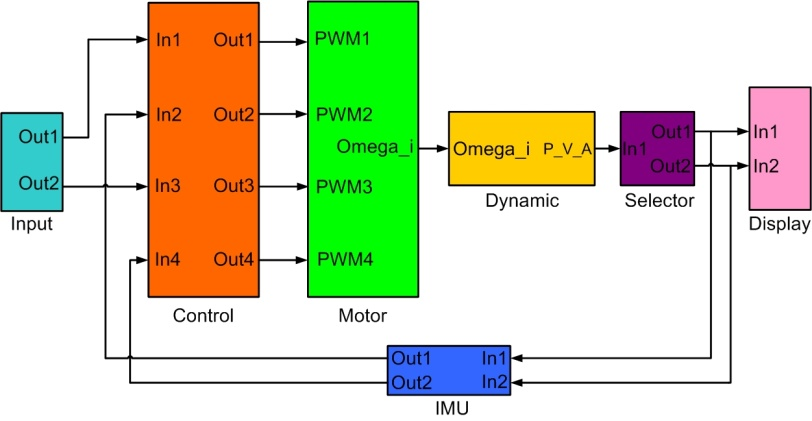 Out1
Out2
Input
In1
In2
In3
In4
Out1
Out2
Out3
Out4
Control
PWM1
PWM2
PWM3
PWM4
Omega_i
Motor
Omega_i P_V_A
Dynamic
In1
Out1
Out2
Selector
In1
In2
Display
Out1 In1
Out2 In2
IMU